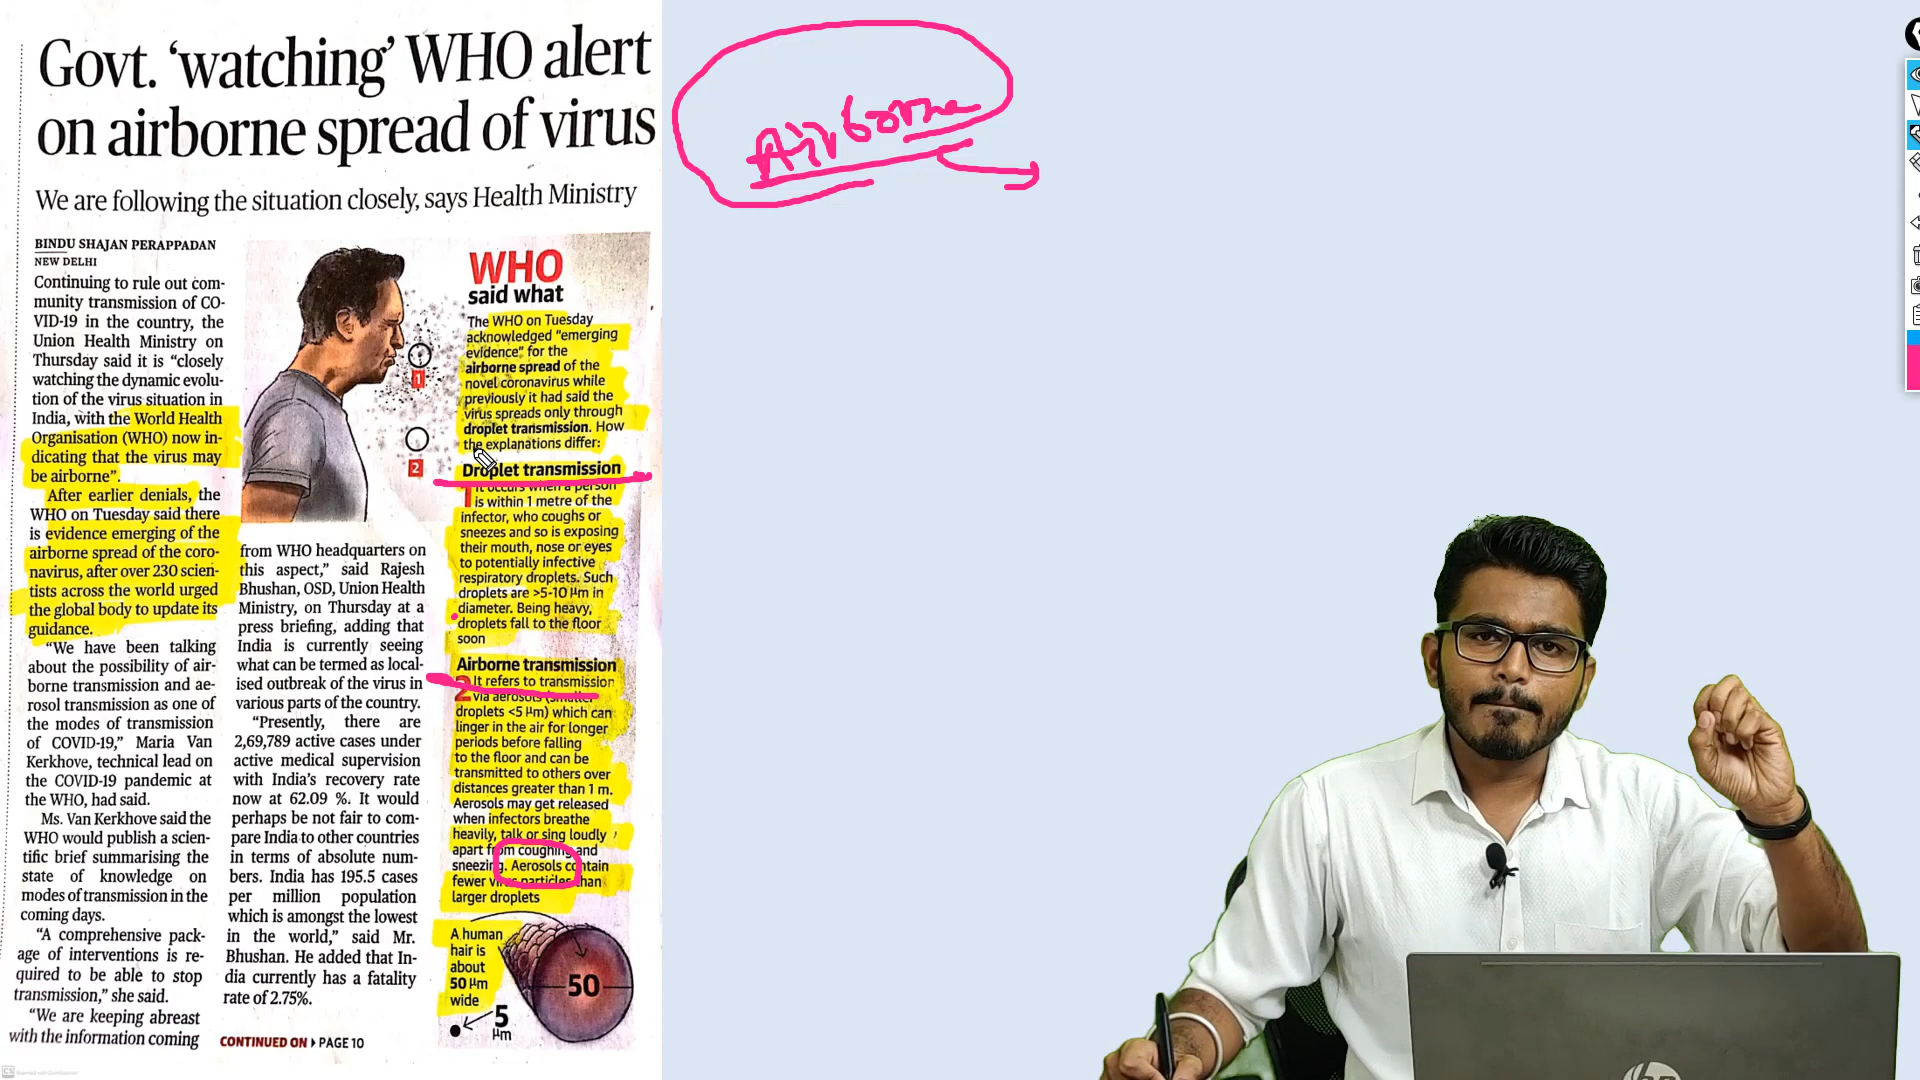 Govt. ‘watching’ WHO alert
on airborne spread of virus
We are following the situation closely, says Health Ministry
BINDU SHAJAN PERAPPADAN
NEW DELHI
Continuing to rule out com-
munity transmission of CO-
VID-19 in the country, the
Union Health Ministry on
Thursday said it is “closely
watching the dynamic evolu-
tion of the virus situation in
India, with the World Health
Organisation (WHO) now in-
dicating that the virus may
be airborne”.
After earlier denials, the
WHO on Tuesday said there
is evidence emerging of the
airborne spread of the coro-
navirus, after over 230 scien-
tists across the world urged
the global body to update its
guidance.
“We have been talking
about the possibility of air-
borne transmission and ae-
rosol transmission as one of
the modes of transmission
of COVID-19,” Maria Van
Kerkhove, technical lead on
the COVID-19 pandemic at
the WHO, had said.
Ms. Van Kerkhove said the
WHO would publish a scien-
tific brief summarising the
state of knowledge on
modes of transmission in the
coming days.
“A comprehensive pack-
age of interventions is re-
quired to be able to stop
transmission,” she said.
“We are keeping abreast
with the information coming
from WHO headquarters on
this aspect,” said Rajesh
Bhushan, OSD, Union Health
Ministry, on Thursday at a
press briefing, adding that
India is currently seeing
what can be termed as local-
ised outbreak of the virus in
various parts of the country.
“Presently, there are
2,69,789 active cases under
active medical supervision
with India’s recovery rate
now at 62.09 %. It would
perhaps be not fair to com-
pare India to other countries
in terms of absolute num-
bers. India has 195.5 cases
per million population
which is amongst the lowest
in the world,” said Mr.
Bhushan. He added that In-
dia currently has a fatality
rate of 2.75%.
CONTINUED ON PAGE 10
1
2
WHO
said what
The WHO on Tuesday
acknowledged “emerging
evidence” for the
airborne spread of the
novel coronavirus while
previously it had said the
virus spreads only through
droplet transmission. How
the explanations differ:
Droplet transmission
1 It occurs when a person
is within 1 metre of the
infector, who coughs or
sneezes and so is exposing
their mouth, nose or eyes
to potentially infective
respiratory droplets. Such
droplets are >5-10 µm in
diameter. Being heavy,
droplets fall to the floor
soon
Airborne transmission
2 It refers to transmission
via aerosols (smaller
droplets <5 µm) which can
linger in the air for longer
periods before falling
to the floor and can be
transmitted to others over
distances greater than 1 m.
Aerosols may get released
when infectors breathe
heavily, talk or sing loudly
apart from coughing and
sneezing. Aerosols contain
fewer virus particles than
larger droplets
A human
hair is
about
50 µm
wide
50
5
µm
Airborne
hp